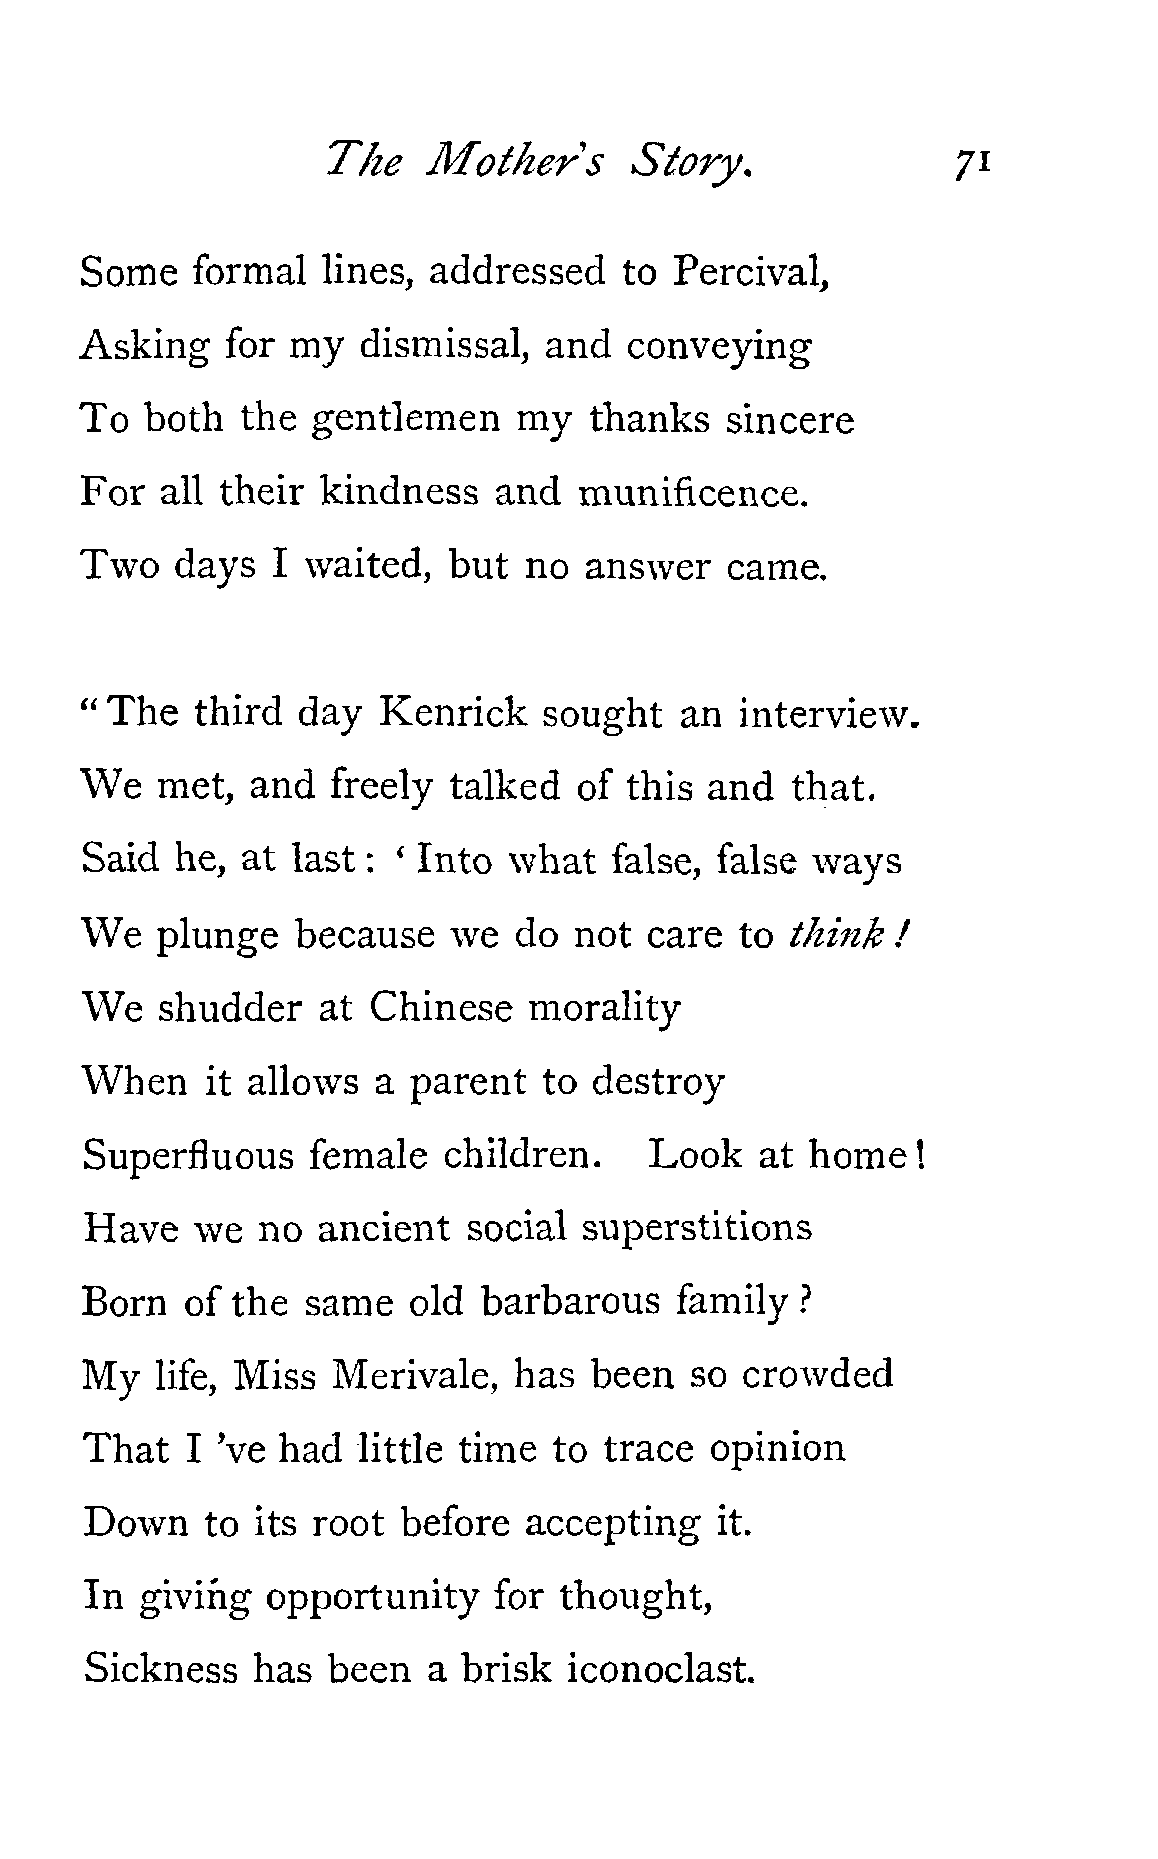 The Mother's Story. 71
Some formal lines, addressed to Percival,
Asking for my dismissal, and conveying
To both the gentlemen my thanks sincere
For all their kindness and munificence.
Two days I waited, but no answer came.
“ The third day Kenrick sought an interview.
We met, and freely talked of this and that.
Said he, at last : ‘ Into what false, false ways
We plunge because we do not care to think !
We shudder at Chinese morality
When it allows a parent to destroy
Superfluous female children. Look at home !
Have we no ancient social superstitions
Born of the same old barbarous family ?
My life, Miss Merivale, has been so crowded
That I 've had little time to trace opinion
Down to its root before accepting it.
In giving opportunity for thought,
Sickness has been a brisk iconoclast.